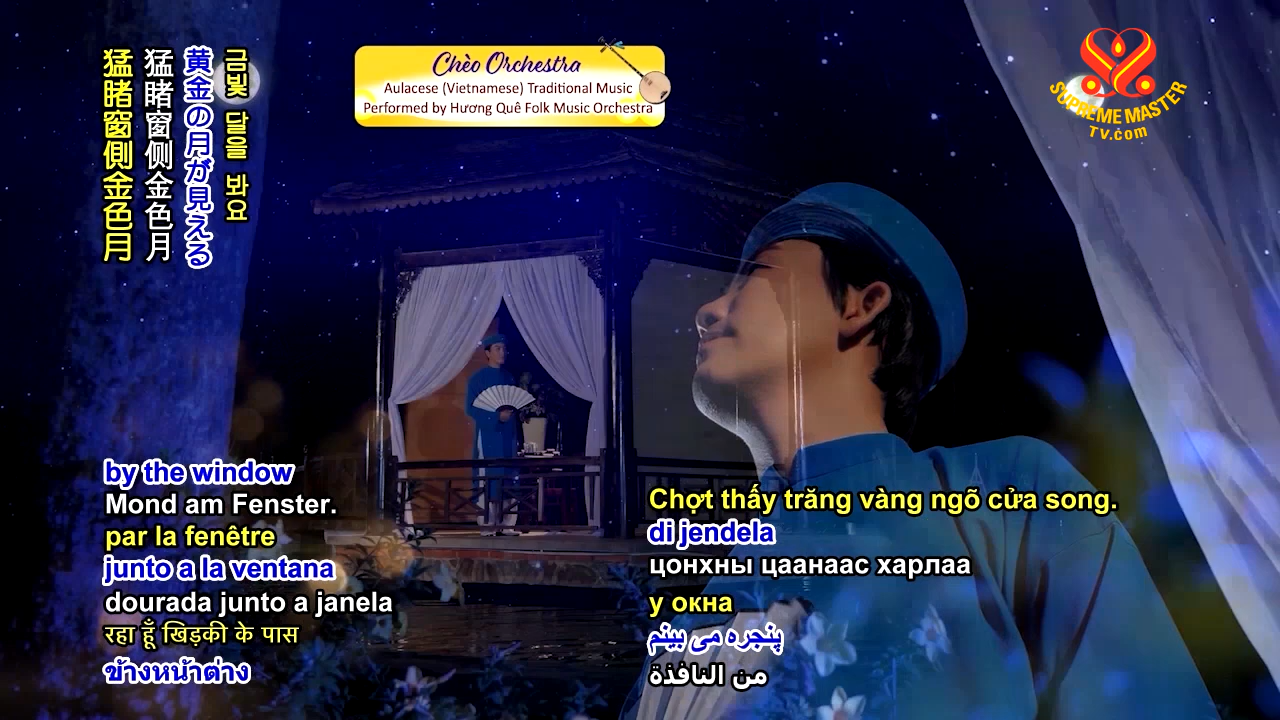 금빛 달을 봐요
黄金の月が見える
猛睹窗侧金色月
猛睹窗側金色月
Chèo Orchestra
Aulacese (Vietnamese) Traditional Music
Performed by Hương Quê Folk Music Orchestra
SUPREME MASTER
TV.com
by the window
Mond am Fenster.
par la fenêtre
junto a la ventana
dourada junto a janela
रहा हूँ खिड़की के पास
ข้างหน้าต่าง
Chợt thấy trăng vàng ngõ cửa song.
di jendela
цонхны цаанаас харлаа
у окна
پنجره می بینم
من النافذة